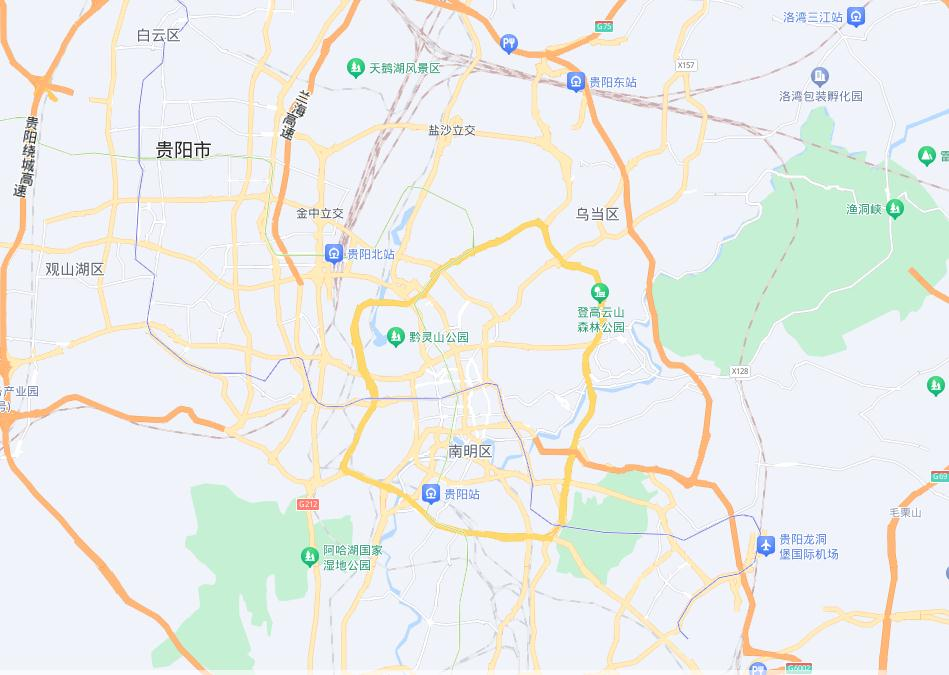 洛湾三江站
G75
白云区
天鹅湖风景区
X157
贵阳东站
洛湾包装孵化园
兰海高速
贵阳绕城高速
盐沙立交
贵阳市
金中立交
乌当区
渔洞峡
贵阳北站
观山湖区
登高云山
森林公园
黔灵山公园
X128
产业园
南明区
贵阳站
G212
G69
毛栗山
贵阳龙洞
堡国际机场
阿哈湖国家
湿地公园